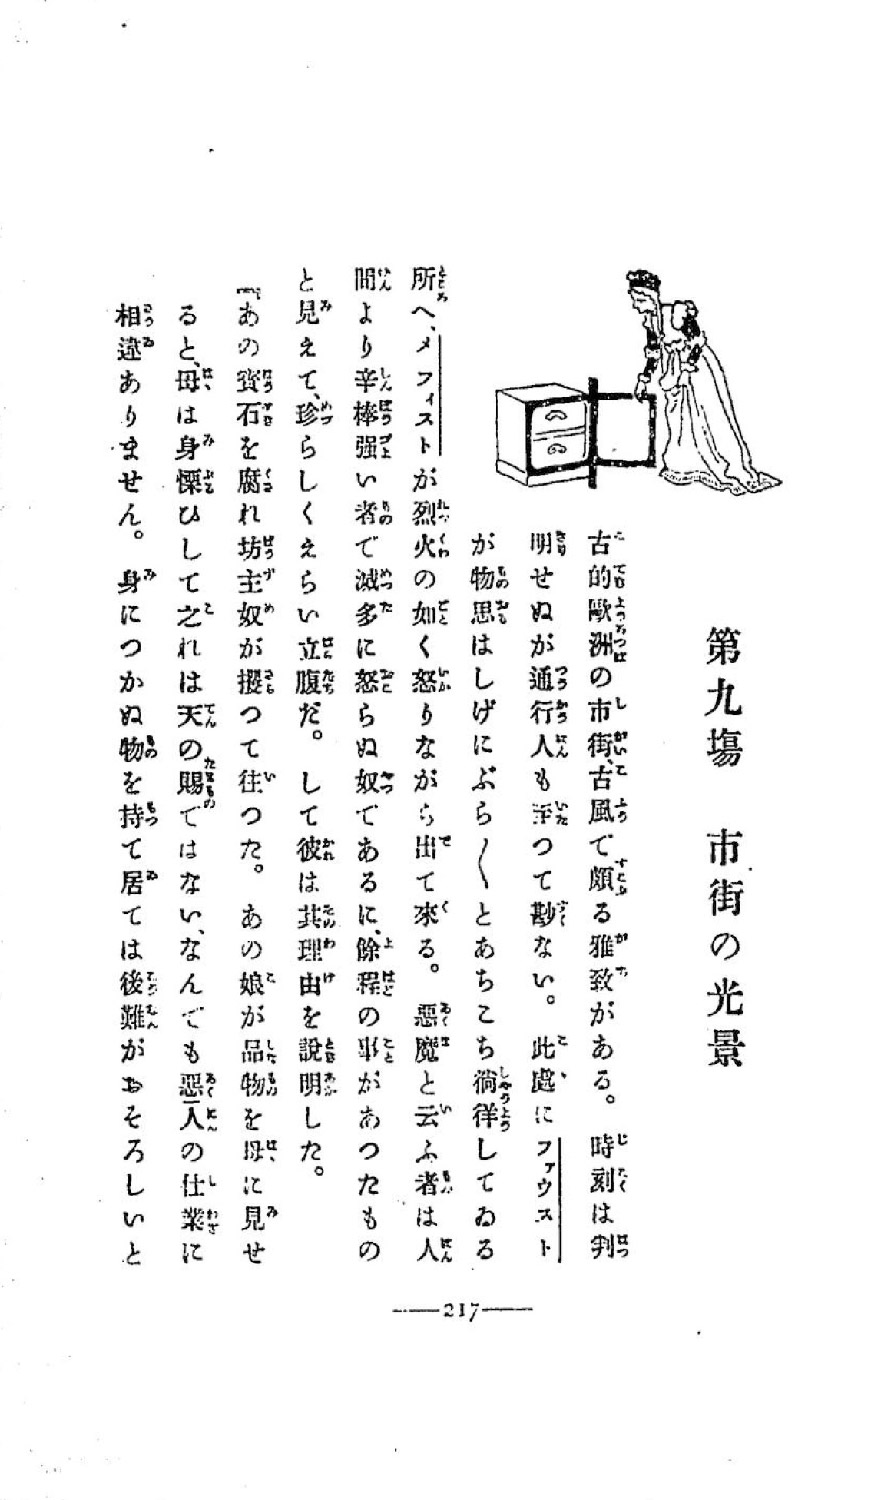 第九場　市街の光景
古的歐洲の市街、古風で頗る雅致がある。時刻は判
明せぬが通行人も至つて尠ない。此處にファウスト
が物思はしげにぶら〱とあちこち徜徉してゐる
所へ、メフィストが烈火の如く怒りながら出て來る。惡魔と云ふ者は人
間より辛棒强い者で滅多に怒らぬ奴であるに、餘程の事があつたもの
と見えて、珍らしくえらい立腹だ。して彼は其理由を說明した。
『あの寶石を腐れ坊主奴が攫つて往つた。あの娘が品物を母に見せ
ると、母は身慄ひして之れは天の賜ではない、なんでも惡人の仕業に
相違ありません。身につかぬ物を持て居ては後難がおそろしいと
217